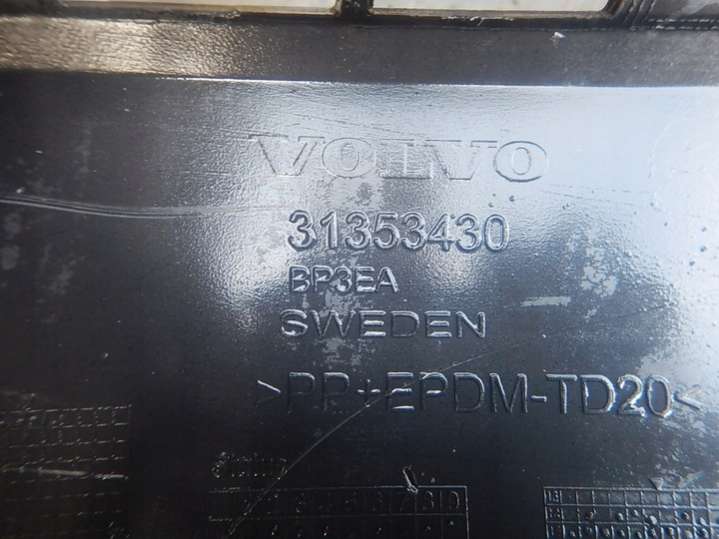 VOLVO
31353430
BP3EA
SWEDEN
>PP+EPDM-TD20<